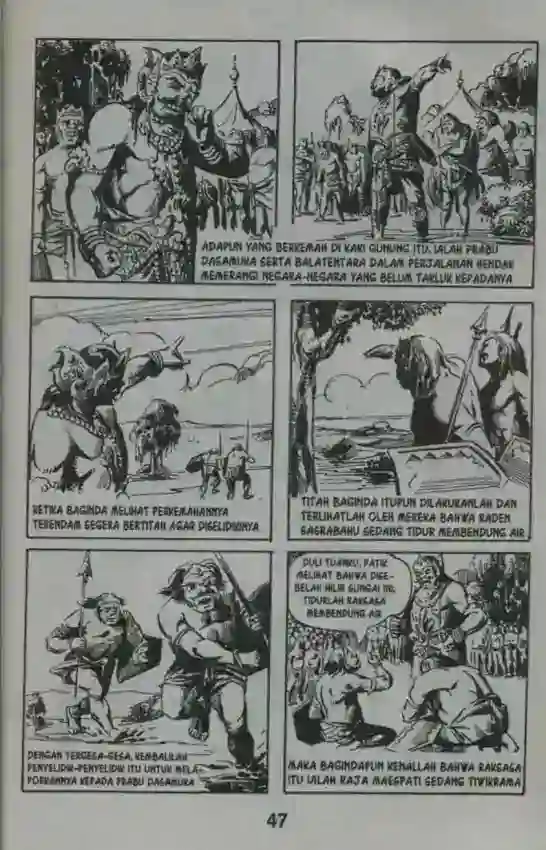 ADAPUN YANG BERKEMAH DI KAKI GUNUNG ITU, IALAH PRABU
DASAMUKA SERTA BALATENTARA DALAM PERJALANAN HENDAK
MEMERANGI NEGARA-NEGARA YANG BELUM TAKLUK KEPADANYA
KETIKA BAGINDA MELIHAT PERKEMAHANNYA
TERENDAM SEGERA BERTITAH AGAR DISELIDIKINYA
TITAH BAGINDA ITUPUN DILAKUKANLAH DAN
TERLIHATLAH OLEH MEREKA BAHWA RADEN
SASRABAHU SEDANG TIDUR MEMBENDUNG AIR
DENGAN TERGESA-GESA, KEMBALILAH
PENYELIDIK-PENYELIDIK ITU UNTUK MELA-
PORKANNYA KEPADA PRABU DASAMUKA
DULI TUANKU, PATIK
MELIHAT BAHWA DISE-
BELAH HILIR SUNGAI INI,
TIDURLAH RAKSASA
MEMBENDUNG AIR
MAKA BAGINDAPUN KENALLAH BAHWA RAKSASA
ITU IALAH RAJA MAESPATI SEDANG TIWIKRAMA
47